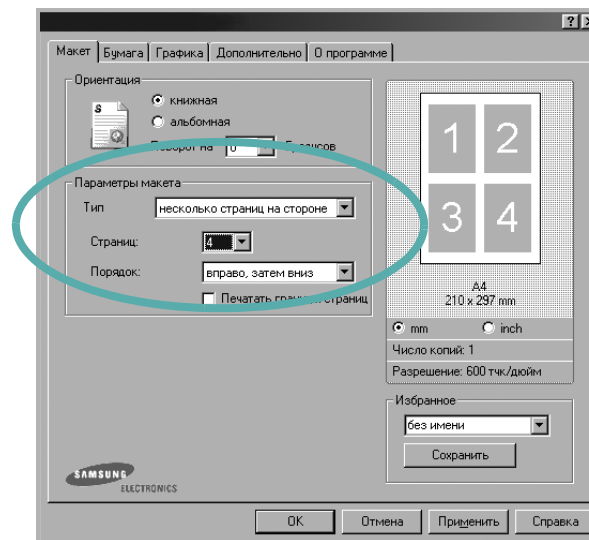 Макет Бумага Графика Дополнительно О программе
Ориентация
S
книжная
альбомная
Поворот на 0 Градусов
Параметры макета
Тип несколько страниц на стороне
Страниц: 4
Порядок: вправо, затем вниз
Печатать границы страниц
1 2
3 4
A4
210 x 297 mm
mm inch
Число копий: 1
Разрешение: 600 тчк/дюйм
Избранное
без имени
Сохранить
SAMSUNG
ELECTRONICS
OK Отмена Применить Справка